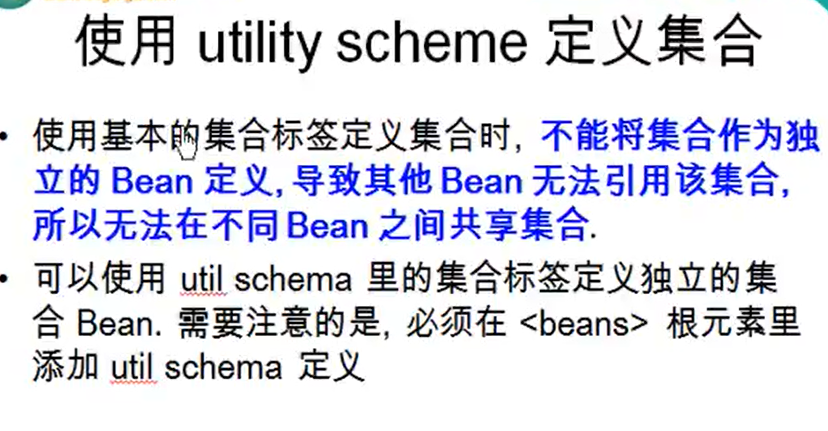 使用 utility scheme 定义集合
• 使用基本的集合标签定义集合时, 不能将集合作为独
立的 Bean 定义, 导致其他 Bean 无法引用该集合,
所以无法在不同 Bean 之间共享集合.
• 可以使用 util schema 里的集合标签定义独立的集
合 Bean. 需要注意的是, 必须在 <beans> 根元素里
添加 util schema 定义